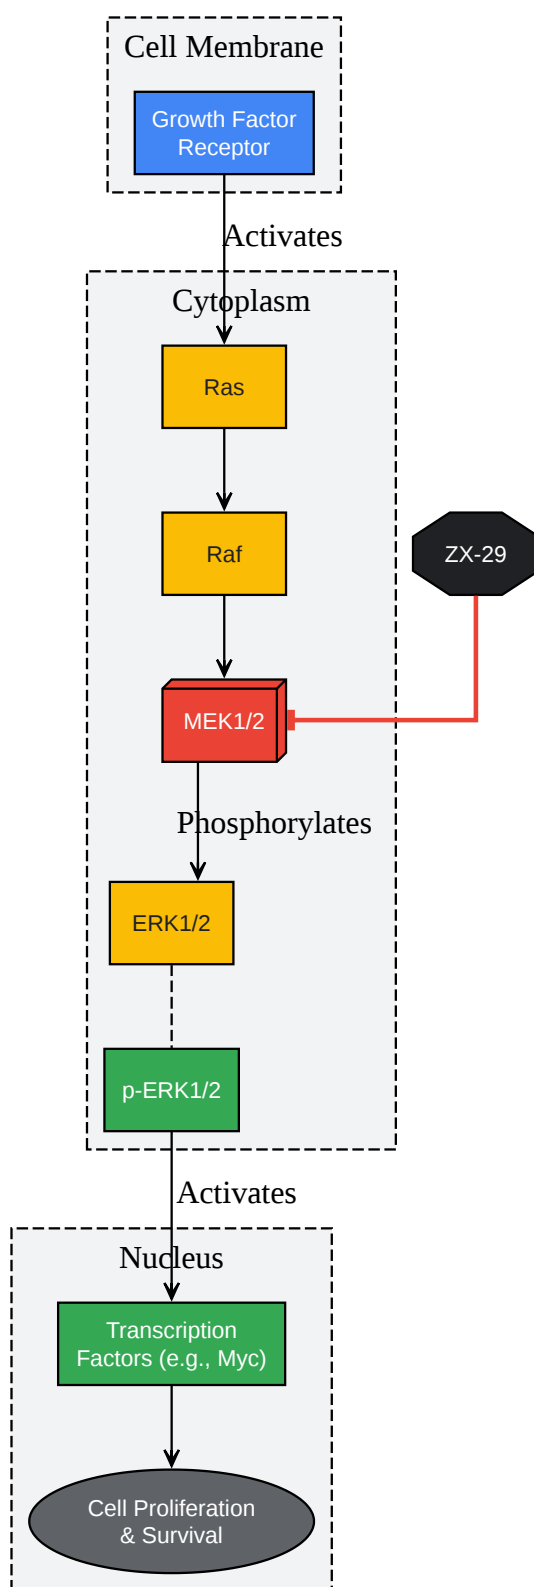 Cell Membrane
Growth Factor
Receptor
Activates
Cytoplasm
Ras
Raf
ZX-29
MEK1/2
Phosphorylates
ERK1/2
p-ERK1/2
Activates
Nucleus
Transcription
Factors (e.g., Myc)
Cell Proliferation
& Survival